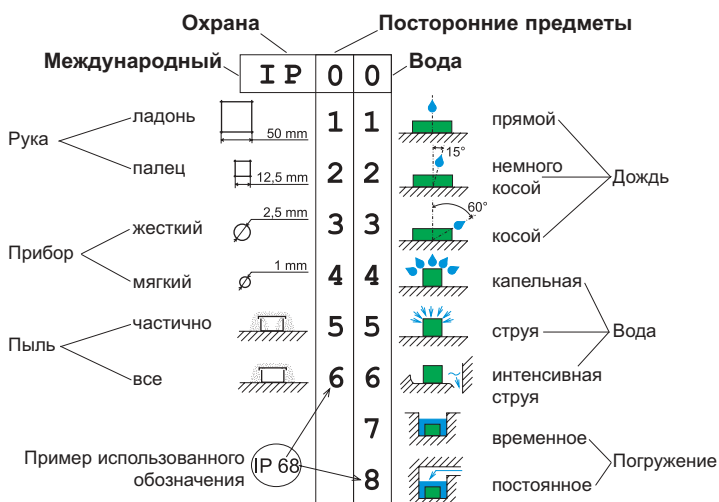 Охрана Посторонние предметы
Международный IP 0 0 Вода
Рука ладонь 50 mm 1 1 прямой
палец 12,5 mm 2 2 15° немного косой Дождь
жесткий 2,5 mm 3 3 60° косой
Прибор
мягкий 1 mm 4 4 капельная
частично 5 5 струя Вода
Пыль
все 6 6 интенсивная струя
7 временное
Пример использованного обозначения IP 68 Погружение
8 постоянное